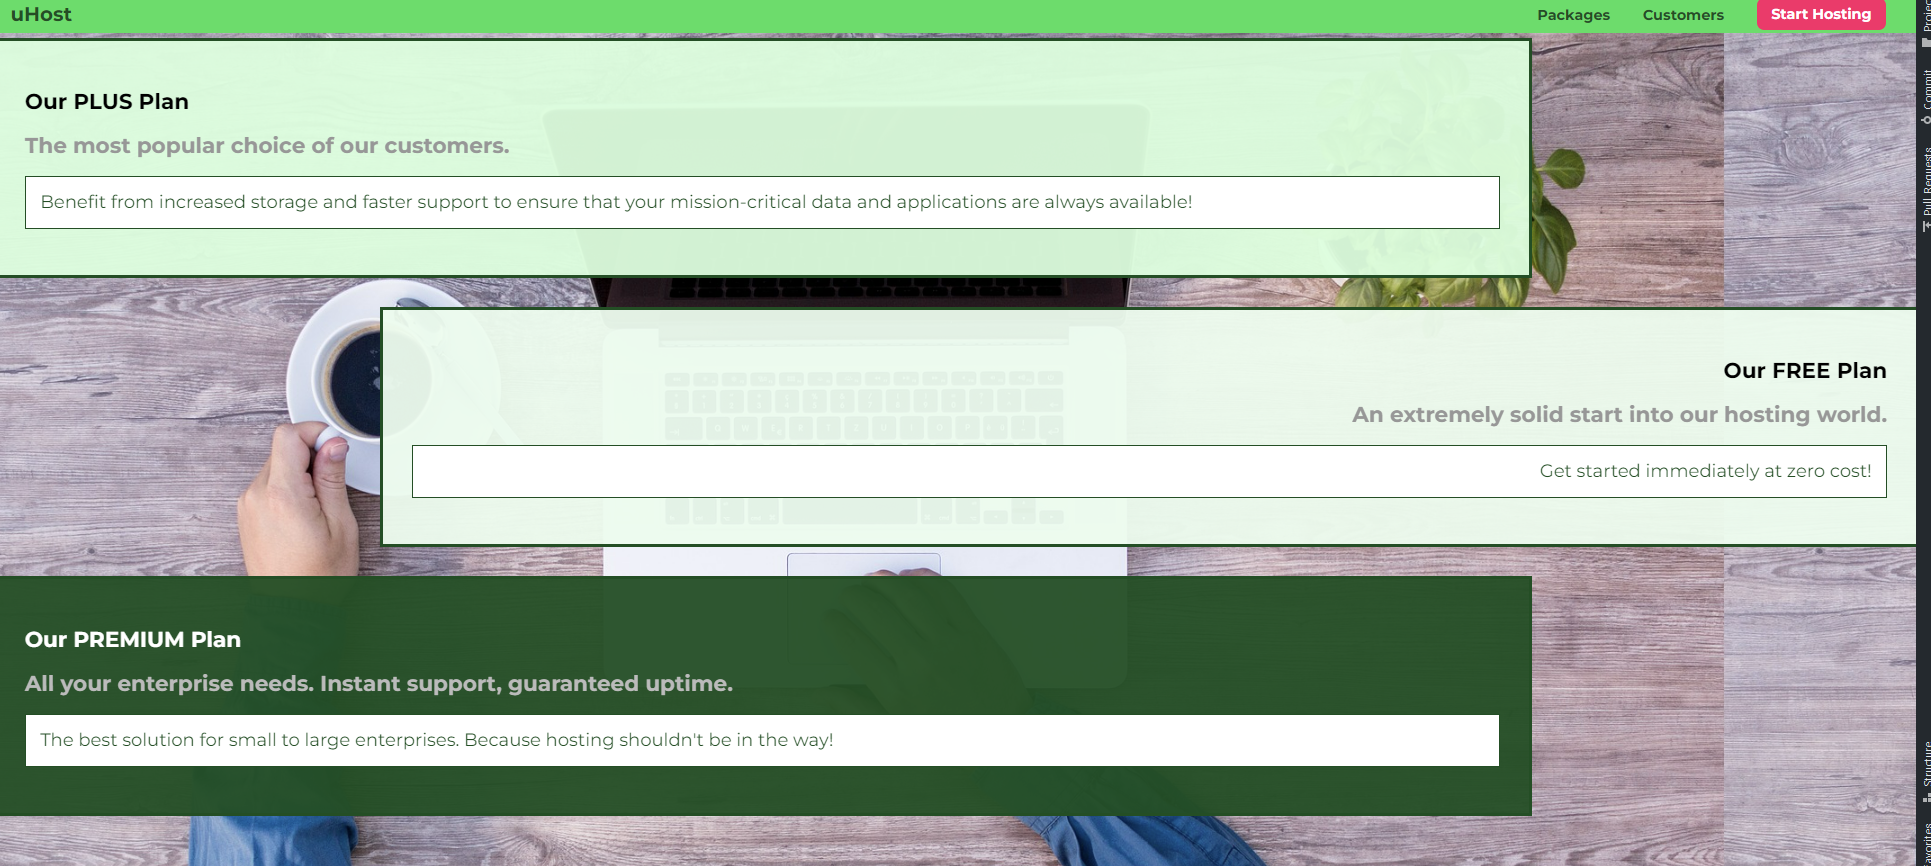 uHost
Packages
Customers
Start Hosting
Our PLUS Plan
The most popular choice of our customers.
Benefit from increased storage and faster support to ensure that your mission-critical data and applications are always available!
Our FREE Plan
An extremely solid start into our hosting world.
Get started immediately at zero cost!
Our PREMIUM Plan
All your enterprise needs. Instant support, guaranteed uptime.
The best solution for small to large enterprises. Because hosting shouldn't be in the way!
Commit
Pull Requests
Structure